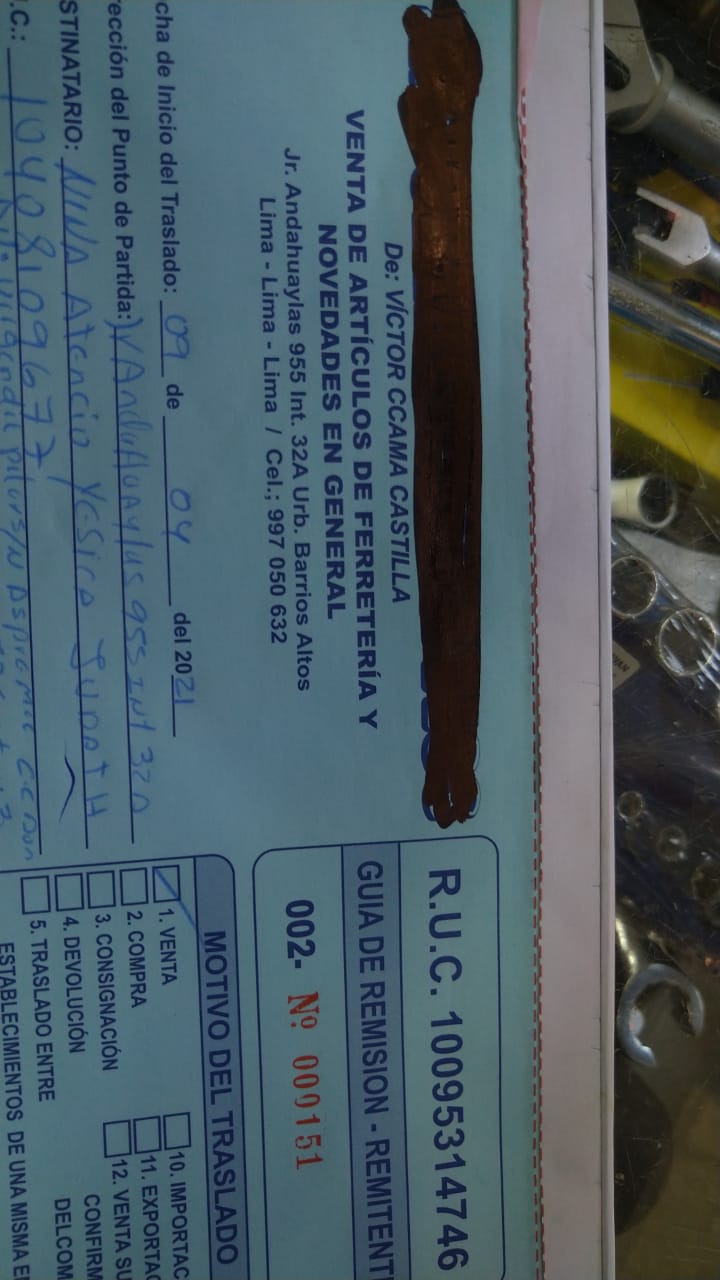 De: VÍCTOR CCAMA CASTILLA
VENTA DE ARTÍCULOS DE FERRETERÍA Y
NOVEDADES EN GENERAL
Jr. Andahuaylas 955 Int. 32A Urb. Barrios Altos
Lima - Lima - Lima / Cel.; 997 050 632
R.U.C. 10095314746
GUIA DE REMISION - REMITENT
002- Nº 000151
cha de Inicio del Traslado: 09 de 04 del 2021
rección del Punto de Partida: Anduhuaylas 955 INT 32A
STINATARIO: NINA Atencio Yesica Judath
.C.: 10408109677
MOTIVO DEL TRASLADO
1. VENTA
2. COMPRA
3. CONSIGNACIÓN
4. DEVOLUCIÓN
5. TRASLADO ENTRE
ESTABLECIMIENTOS DE UNA MISMA E
10. IMPORTAC
11. EXPORTAC
12. VENTA SU
CONFIRM
DELCOM